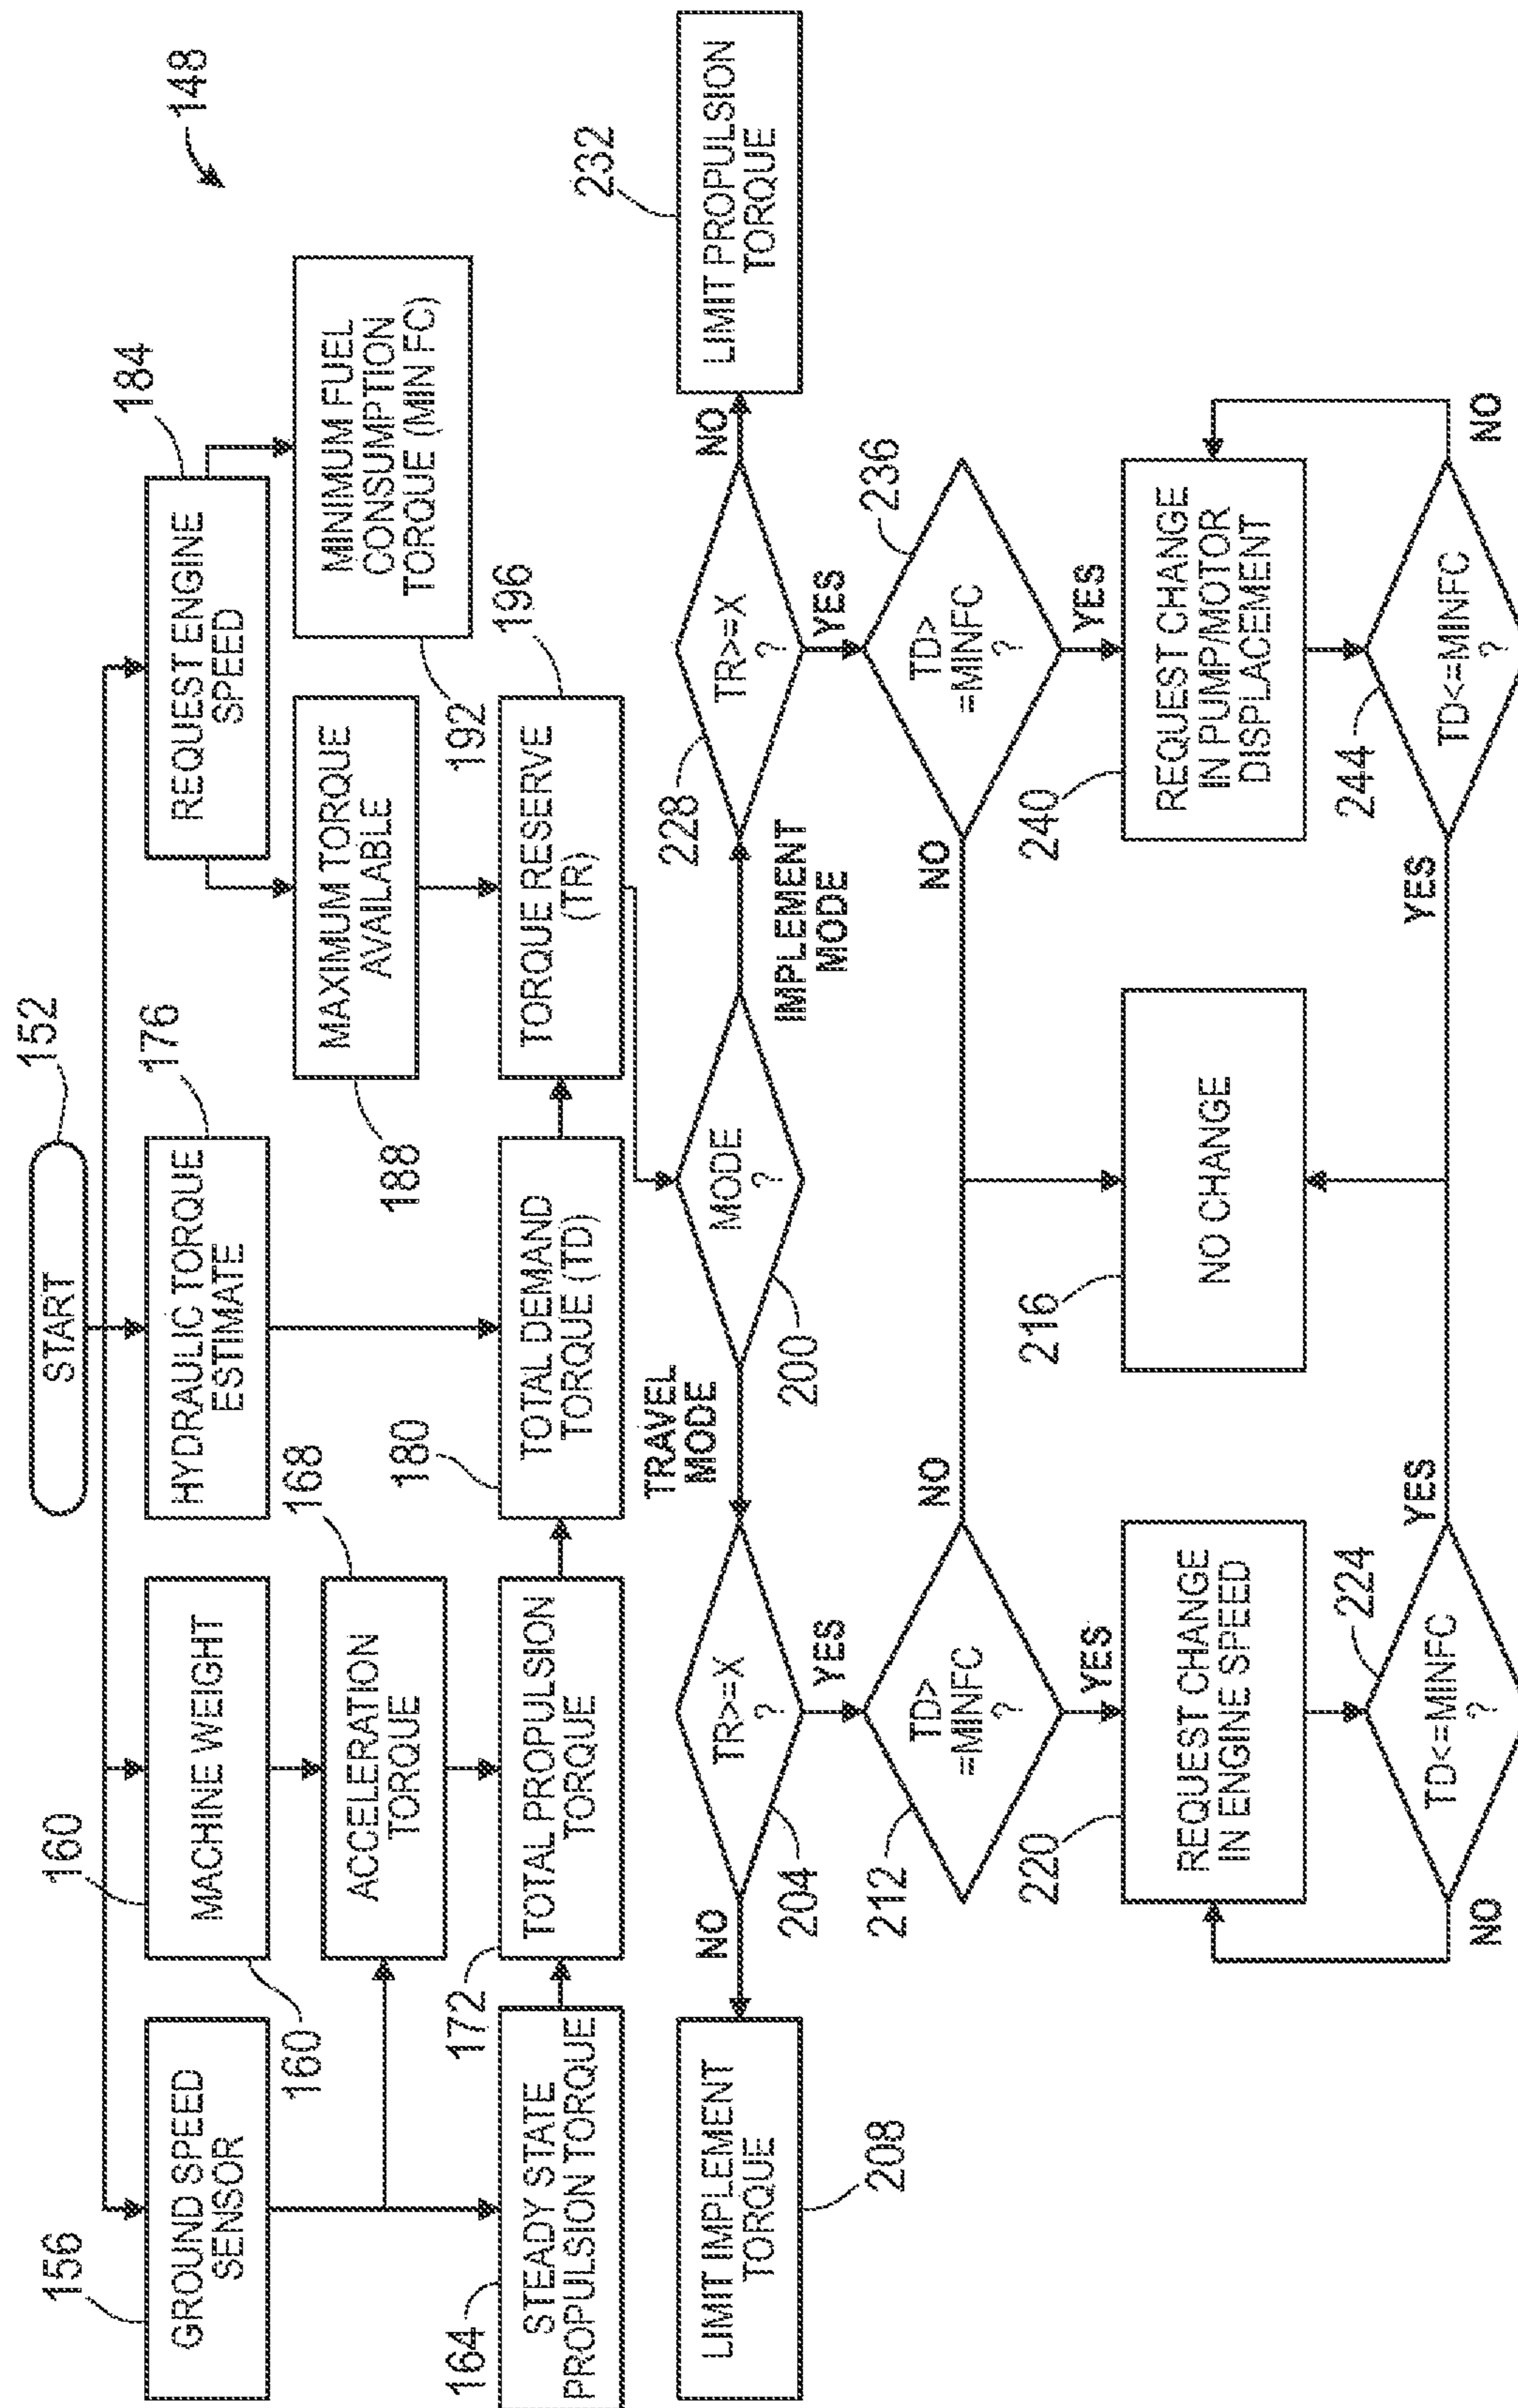 148
START
152
156
GROUND SPEED
SENSOR
160
MACHINE WEIGHT
160
HYDRAULIC TORQUE
ESTIMATE
176
REQUEST ENGINE
SPEED
184
168
ACCELERATION
TORQUE
188
MAXIMUM TORQUE
AVAILABLE
192
MINIMUM FUEL
CONSUMPTION
TORQUE (MIN FC)
164
STEADY STATE
PROPULSION TORQUE
172
TOTAL PROPULSION
TORQUE
180
TOTAL DEMAND
TORQUE (TD)
TORQUE RESERVE
(TR)
196
LIMIT IMPLEMENT
TORQUE
208
NO
TR>=X
?
204
TRAVEL
MODE
MODE
?
200
IMPLEMENT
MODE
228
TR>=X
?
NO
LIMIT PROPULSION
TORQUE
232
YES
YES
212
TD>
=MINFC
?
NO
NO
TD>
=MINFC
?
236
YES
YES
220
REQUEST CHANGE
IN ENGINE SPEED
216
NO CHANGE
240
REQUEST CHANGE
IN PUMP/MOTOR
DISPLACEMENT
NO
TD<=MINFC
?
224
YES
YES
244
TD<=MINFC
?
NO